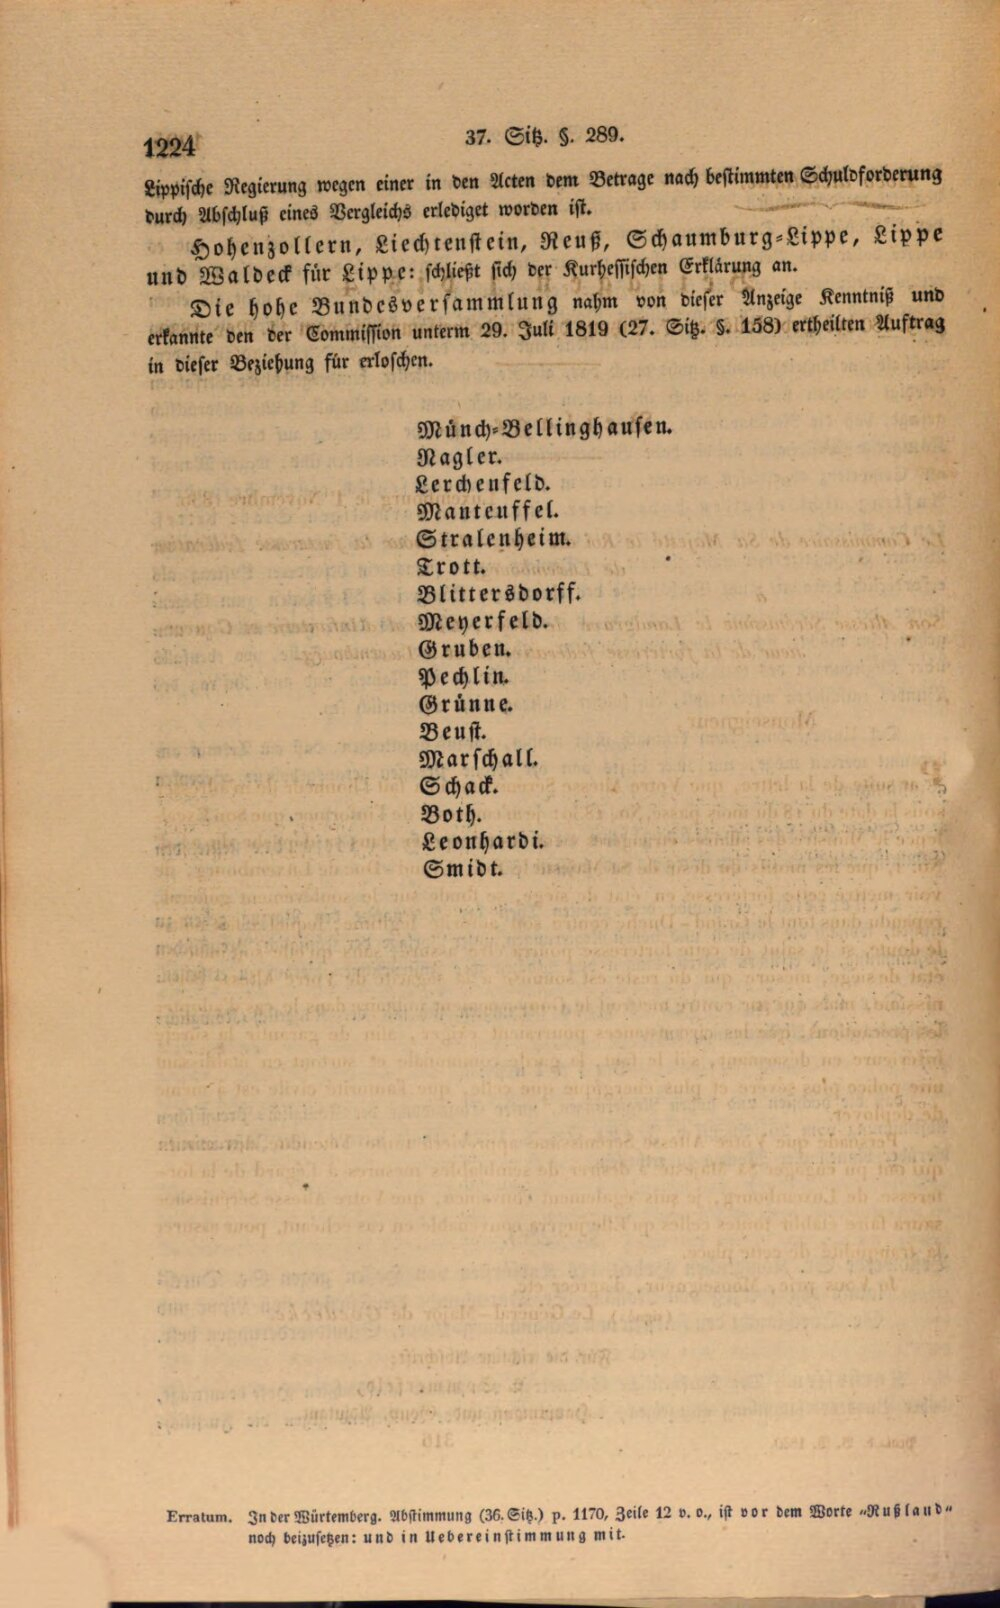 1224
37. Sitz. §. 289.
Lippische Regierung wegen einer in den Acten dem Betrage nach bestimmten Schuldforderung
durch Abschluß eines Vergleichs erlediget worden ist.
Hohenzollern, Liechtenstein, Reuß, Schaumburg-Lippe, Lippe
und Waldeck für Lippe: schließt sich der Kurhessischen Erklärung an.
Die hohe Bundesversammlung nahm von dieser Anzeige Kenntniß und
erkannte den der Commission unterm 29. Juli 1819 (27. Sitz. §. 158) ertheilten Auftrag
in dieser Beziehung für erloschen.
Münch-Bellinghausen.
Nagler.
Lerchenfeld.
Manteuffel.
Stralenheim.
Trott.
Blittersdorff.
Meyerfeld.
Gruben.
Pechlin.
Grünne.
Beust.
Marschall.
Schack.
Both.
Leonhardi.
Smidt.
Erratum. In der Würtemberg. Abstimmung (36. Sitz.) p. 1170, Zeile 12 v. o., ist vor dem Worte "Rußland"
noch beizusetzen: und in Uebereinstimmung mit.